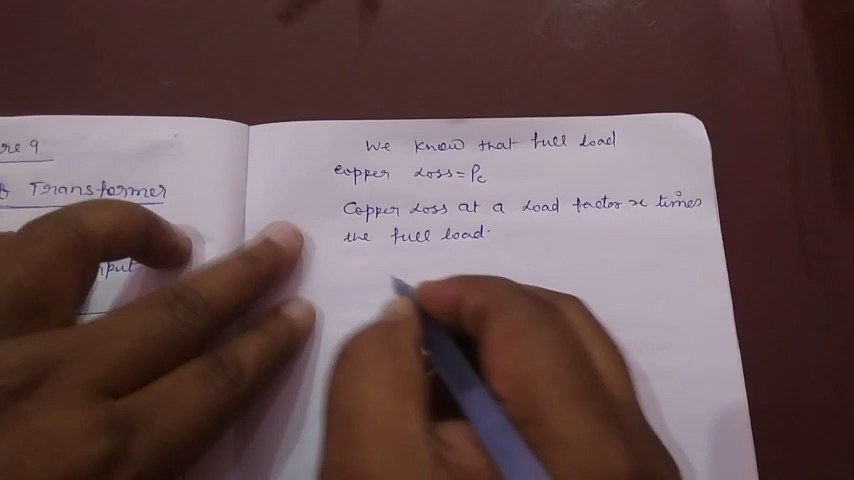 re 9
Transformer
put
We know that full load
copper loss = Pc
Copper loss at a load factor x times
the full load.